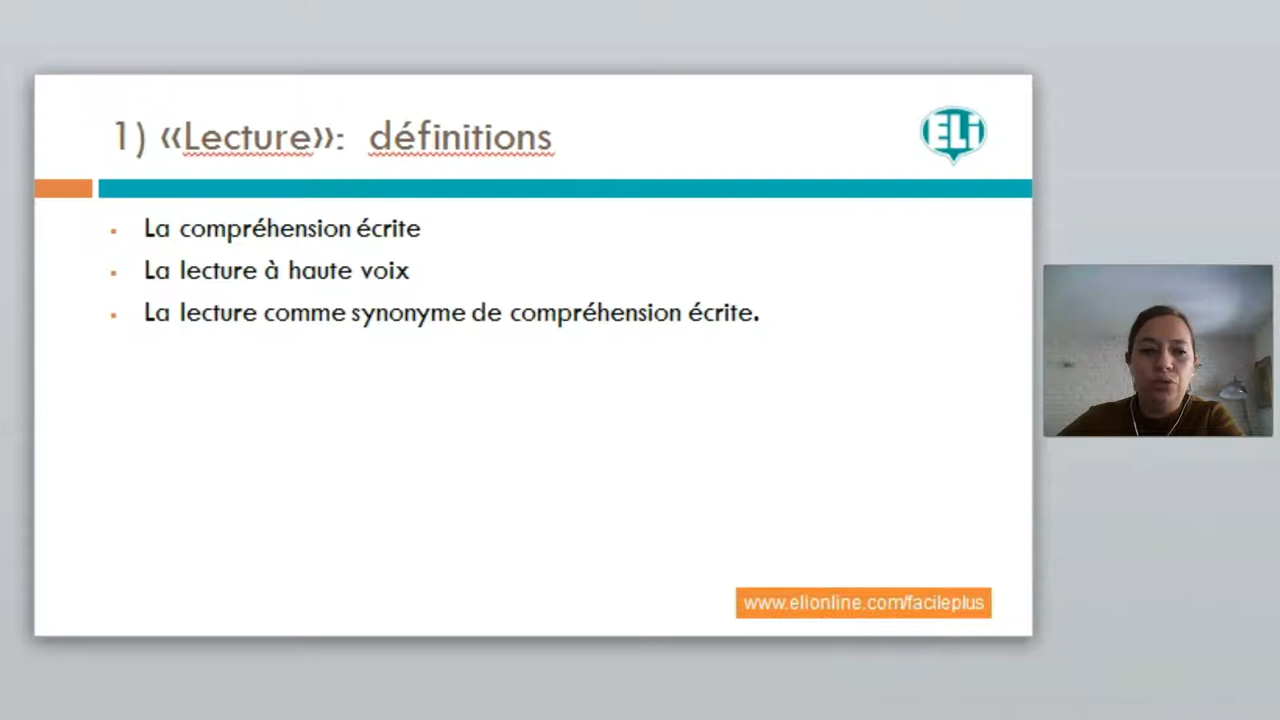 1) «Lecture»: définitions
ELi
La compréhension écrite
La lecture à haute voix
La lecture comme synonyme de compréhension écrite.
www.elionline.com/facileplus